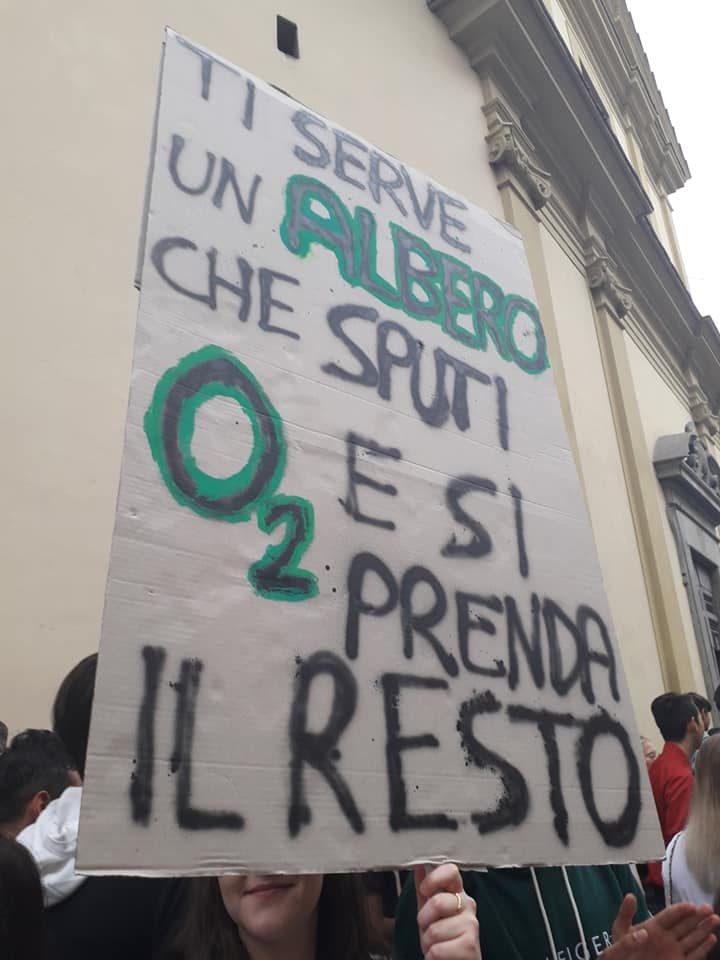 TI SERVE
UN ALBERO
CHE SPUTI
O2 E SI
PRENDA
IL RESTO